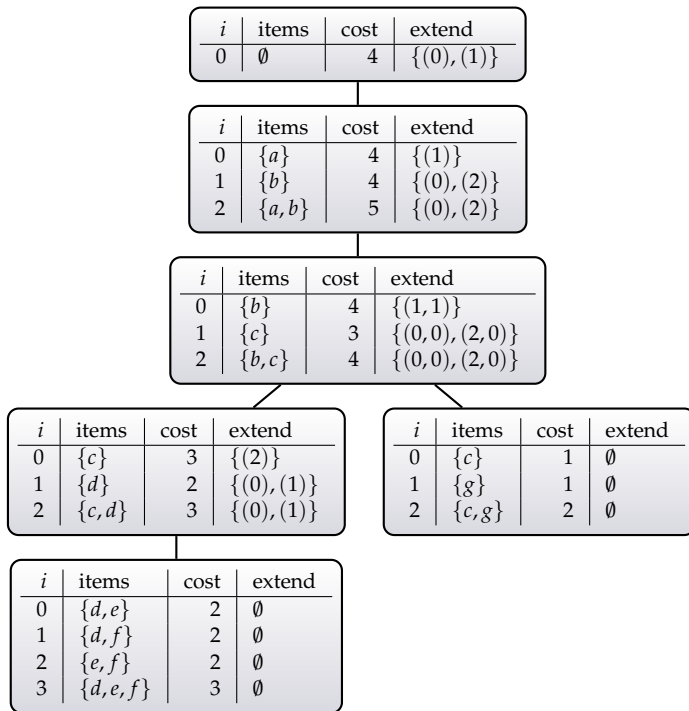 i items cost extend
0 ∅ 4 {(0), (1)}
i items cost extend
0 {a} 4 {(1)}
1 {b} 4 {(0), (2)}
2 {a, b} 5 {(0), (2)}
i items cost extend
0 {b} 4 {(1, 1)}
1 {c} 3 {(0, 0), (2, 0)}
2 {b, c} 4 {(0, 0), (2, 0)}
i items cost extend
0 {c} 3 {(2)}
1 {d} 2 {(0), (1)}
2 {c, d} 3 {(0), (1)}
i items cost extend
0 {c} 1 ∅
1 {g} 1 ∅
2 {c, g} 2 ∅
i items cost extend
0 {d, e} 2 ∅
1 {d, f} 2 ∅
2 {e, f} 2 ∅
3 {d, e, f} 3 ∅